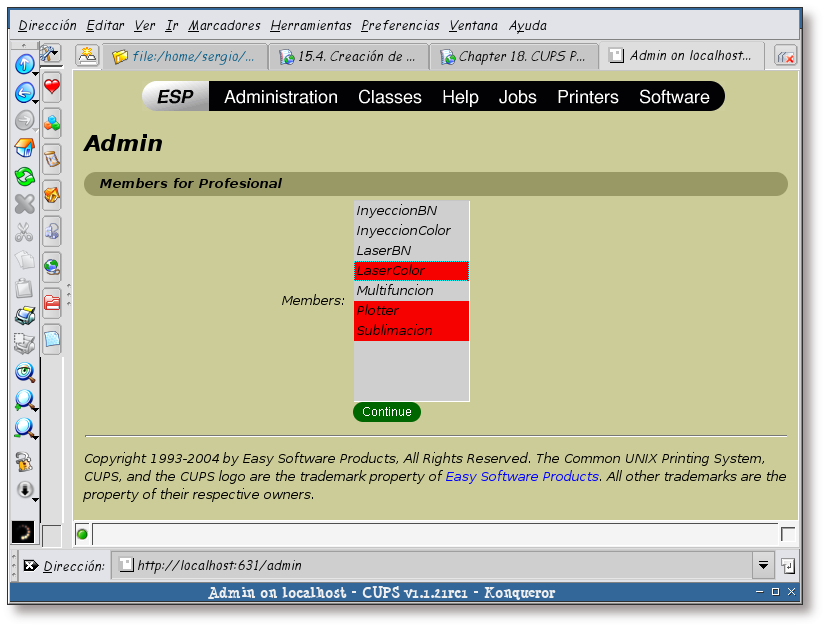 Dirección Editar Ver Ir Marcadores Herramientas Preferencias Ventana Ayuda
file:/home/sergio/... 15.4. Creación de ... Chapter 18. CUPS P... Admin on localhost...
ESP Administration Classes Help Jobs Printers Software
Admin
Members for Profesional
InyeccionBN
InyeccionColor
LaserBN
LaserColor
Multifuncion
Members:
Plotter
Sublimacion
Continue
Copyright 1993-2004 by Easy Software Products, All Rights Reserved. The Common UNIX Printing System,
CUPS, and the CUPS logo are the trademark property of Easy Software Products. All other trademarks are the
property of their respective owners.
Dirección: http://localhost:631/admin
Admin on localhost - CUPS v1.1.21rc1 - Konqueror